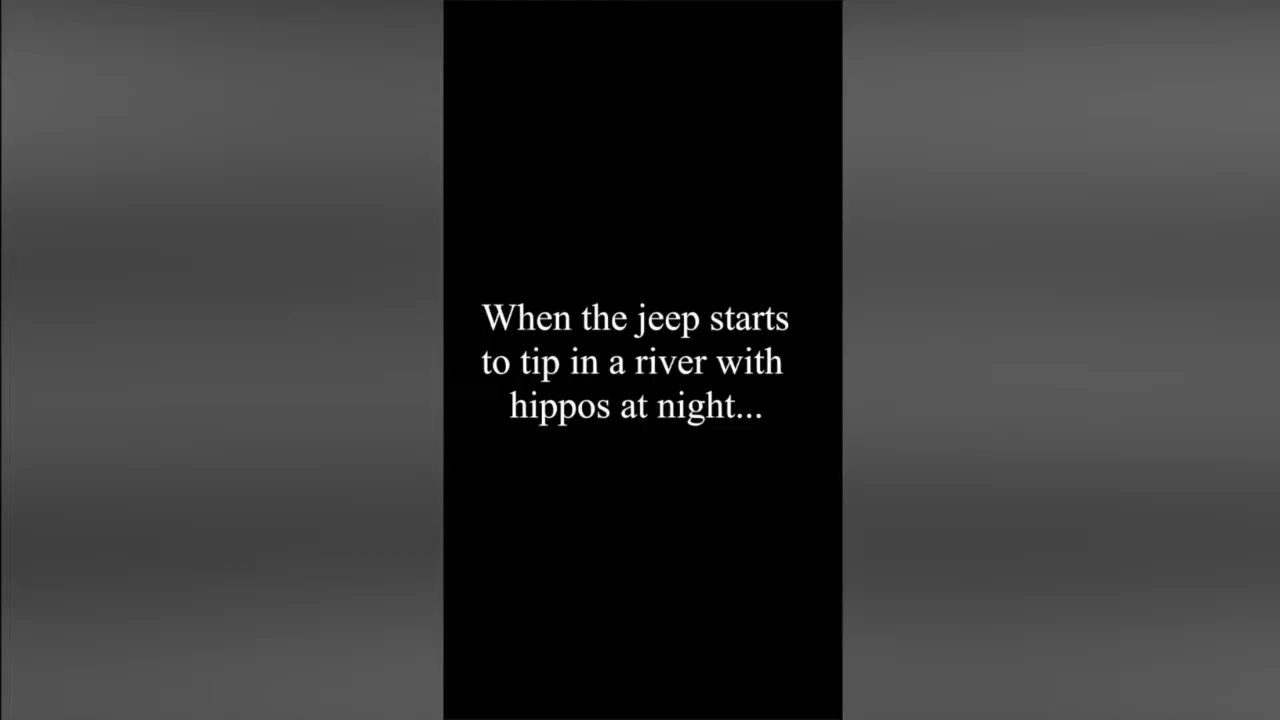 When the jeep starts
to tip in a river with
hippos at night...